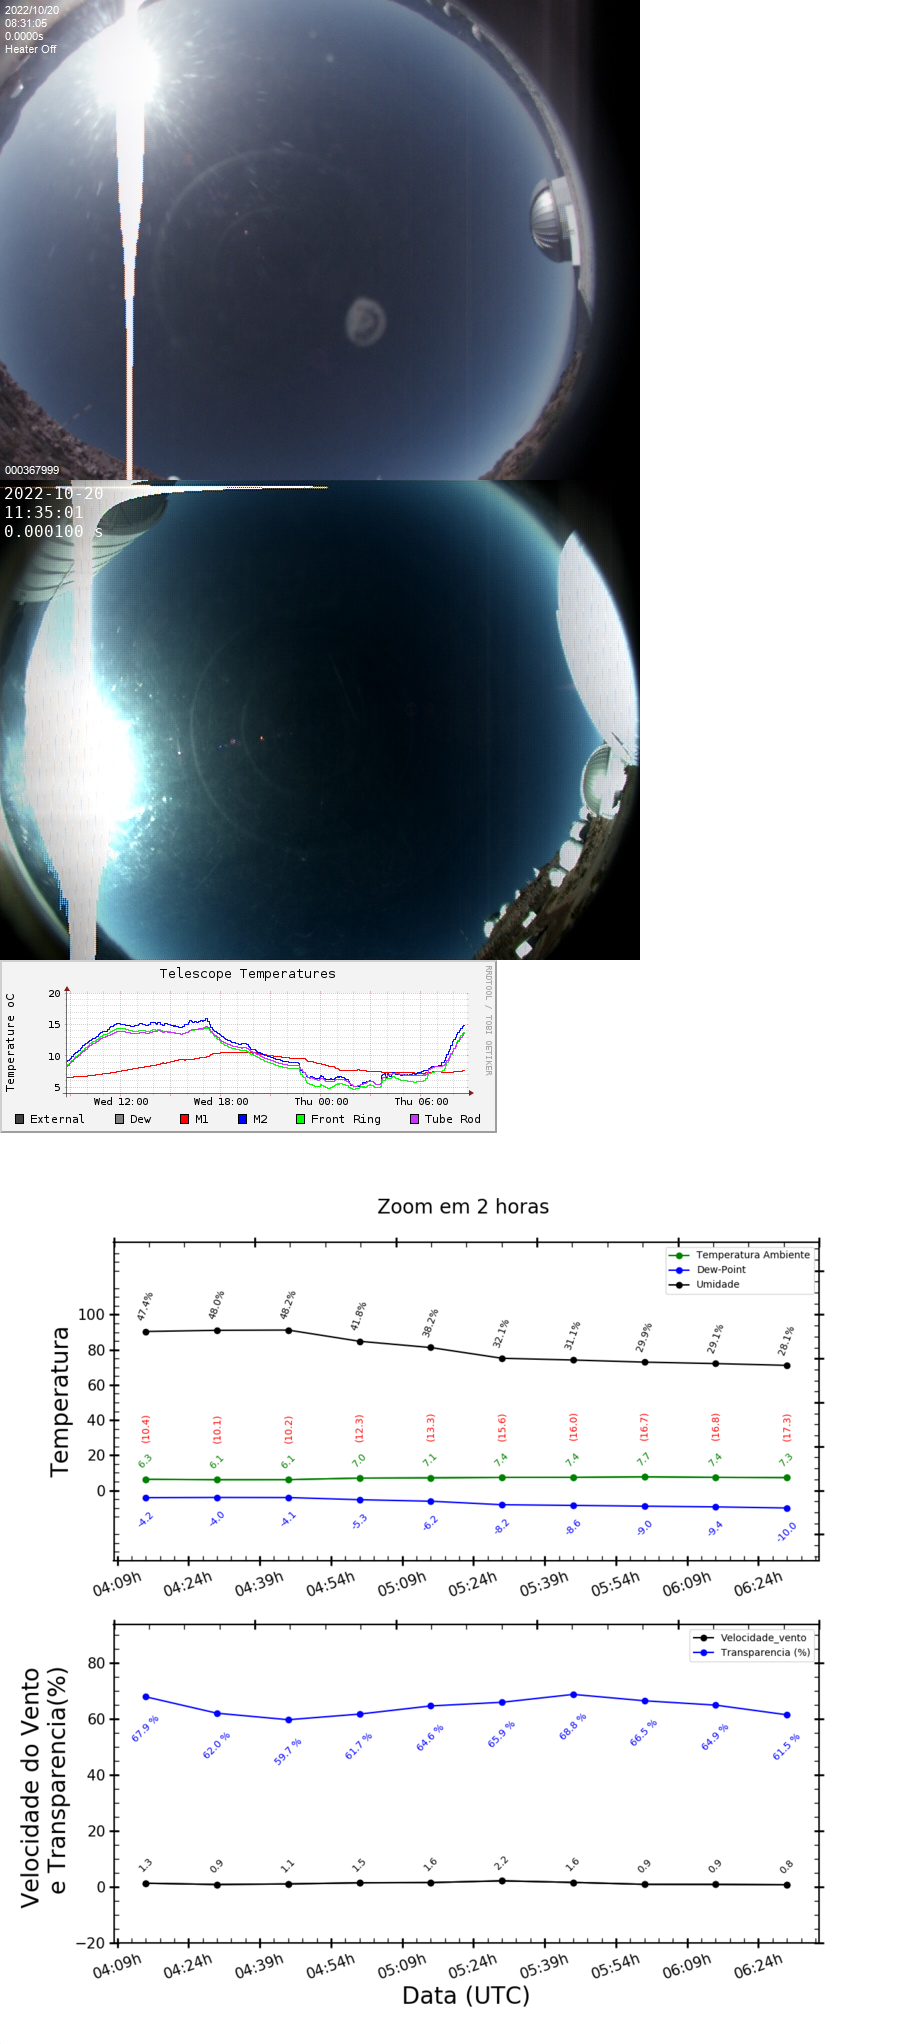 2022/10/20
08:31:05
0.0000s
Heater Off
000367999
2022-10-20
11:35:01
0.000100 s
Telescope Temperatures
RRDTOOL / TOBI OETIKER
Temperature oC
20
15
10
5
Wed 12:00 Wed 18:00 Thu 00:00 Thu 06:00
External Dew M1 M2 Front Ring Tube Rod
Zoom em 2 horas
Temperatura Ambiente
Dew-Point
Umidade
Temperatura
100
80
60
40
20
0
47.4% 48.0% 48.2% 41.8% 38.2% 32.1% 31.1% 29.9% 29.1% 28.1%
(10.4) (10.1) (10.2) (12.3) (13.3) (15.6) (16.0) (16.7) (16.8) (17.3)
6.3 6.1 6.1 7.0 7.1 7.4 7.4 7.7 7.4 7.3
-4.2 -4.0 -4.1 -5.3 -6.2 -8.2 -8.6 -9.0 -9.4 -10.0
04:09h 04:24h 04:39h 04:54h 05:09h 05:24h 05:39h 05:54h 06:09h 06:24h
Velocidade_vento
Transparencia (%)
Velocidade do Vento
e Transparencia(%)
80
60
40
20
0
−20
67.9 % 62.0 % 59.7 % 61.7 % 64.6 % 65.9 % 68.8 % 66.5 % 64.9 % 61.5 %
1.3 0.9 1.1 1.5 1.6 2.2 1.6 0.9 0.9 0.8
04:09h 04:24h 04:39h 04:54h 05:09h 05:24h 05:39h 05:54h 06:09h 06:24h
Data (UTC)